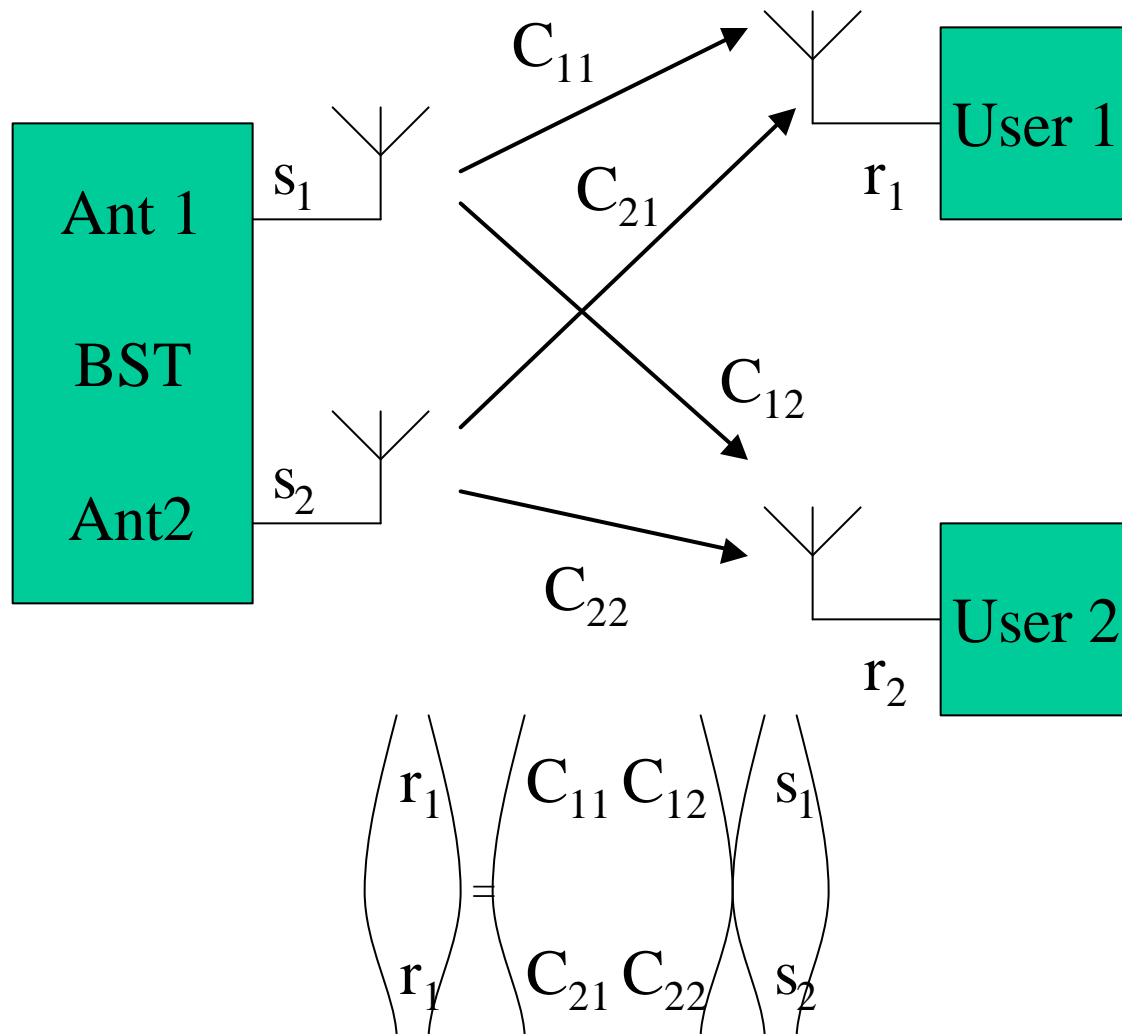 C11
User 1
s1
r1
Ant 1
C21
BST
C12
s2
Ant2
C22
User 2
r2
r1 = C11 C12 s1
r1 C21 C22 s2